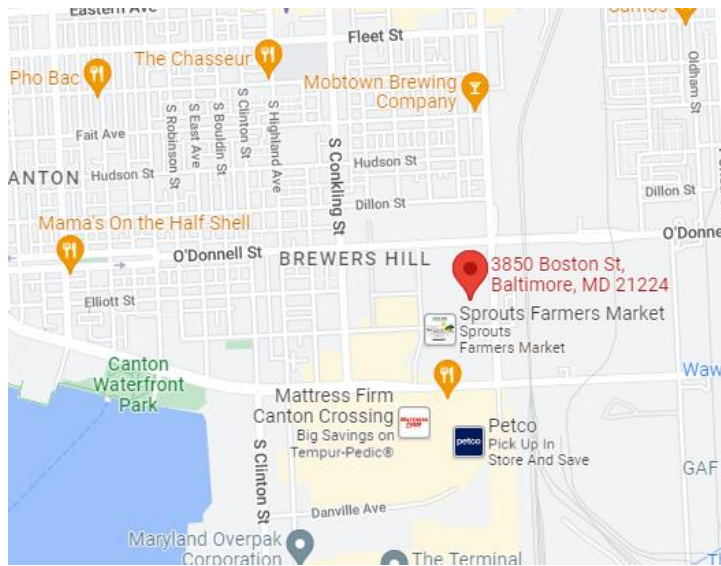 Eastern Ave
Fleet St
The Chasseur
Pho Bac
Mobtown Brewing
Company
Oldham St
S Clinton St
S Highland Ave
S Bouldin St
S East Ave
S Robinson St
Fait Ave
S Conkling St
Hudson St
ANTON
Hudson St
Dillon St
Dillon St
Mama's On the Half Shell
O'Donnell St
BREWERS HILL
O'Donne
3850 Boston St,
Baltimore, MD 21224
Elliott St
Sprouts Farmers Market
Sprouts
Farmers Market
Canton
Waterfront
Park
Waw
Mattress Firm
Canton Crossing
Big Savings on
Tempur-Pedic®
petco
Petco
Pick Up In
Store And Save
S Clinton St
GAF
Danville Ave
Maryland Overpak
Corporation
The Terminal